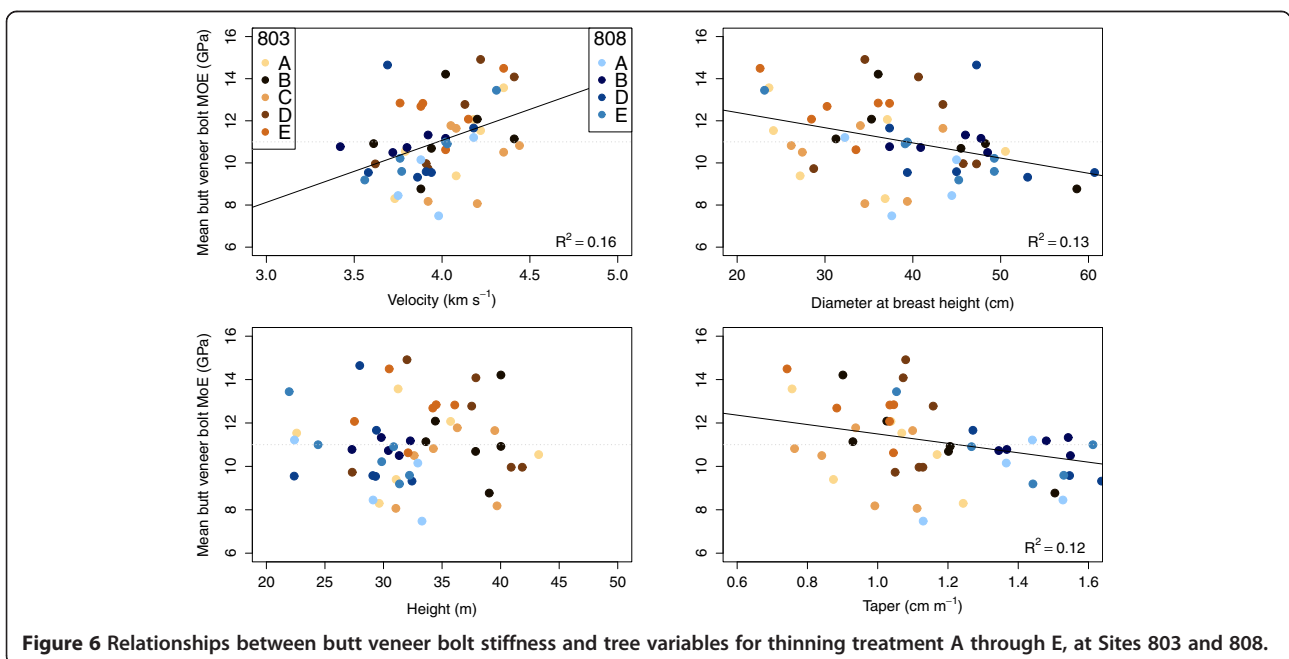 803
A
B
C
D
E
808
A
B
D
E
Mean butt veneer bolt MOE (GPa)
16
14
12
10
8
6
R² = 0.16
3.0 3.5 4.0 4.5 5.0
Velocity (km s⁻¹)
16
14
12
10
8
6
R² = 0.13
20 30 40 50 60
Diameter at breast height (cm)
Mean butt veneer bolt MoE (GPa)
16
14
12
10
8
6
20 25 30 35 40 45 50
Height (m)
16
14
12
10
8
6
R² = 0.12
0.6 0.8 1.0 1.2 1.4 1.6
Taper (cm m⁻¹)
Figure 6 Relationships between butt veneer bolt stiffness and tree variables for thinning treatment A through E, at Sites 803 and 808.